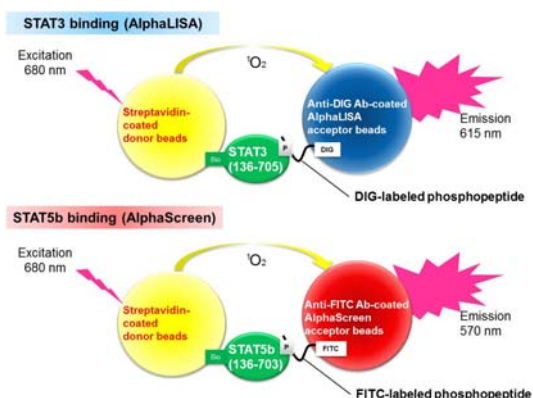 STAT3 binding (AlphaLISA)
Excitation
680 nm
¹O₂
Streptavidin-
coated
donor beads
Anti-DIG Ab-coated
AlphaLISA
acceptor beads
Emission
615 nm
Bio
STAT3
(136-705)
P
DIG
DIG-labeled phosphopeptide
STAT5b binding (AlphaScreen)
Excitation
680 nm
¹O₂
Streptavidin-
coated
donor beads
Anti-FITC Ab-coated
AlphaScreen
acceptor beads
Emission
570 nm
Bio
STAT5b
(136-703)
P
FITC
FITC-labeled phosphopeptide